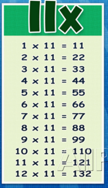 11x
1 x 11 = 11
2 x 11 = 22
3 x 11 = 33
4 x 11 = 44
5 x 11 = 55
6 x 11 = 66
7 x 11 = 77
8 x 11 = 88
9 x 11 = 99
10 x 11 = 110
11 x 11 = 121
12 x 11 = 132